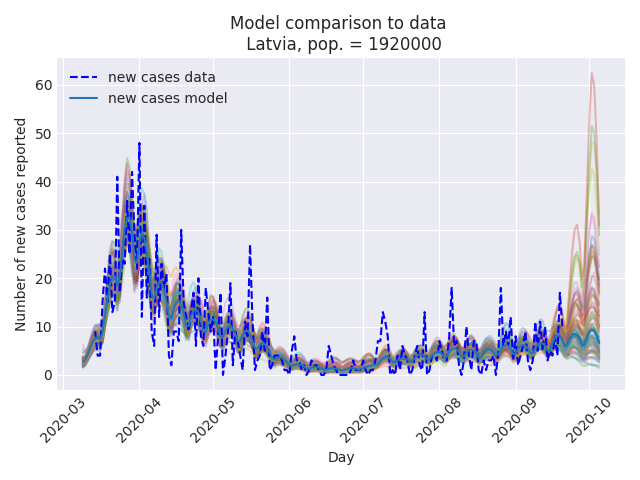 Model comparison to data
Latvia, pop. = 1920000
new cases data
new cases model
Number of new cases reported
60
50
40
30
20
10
0
2020-03
2020-04
2020-05
2020-06
2020-07
2020-08
2020-09
2020-10
Day